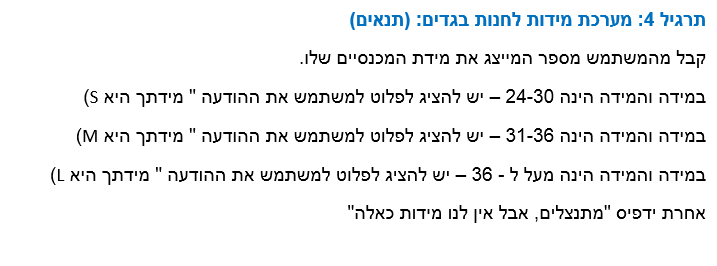 תרגיל 4: מערכת מידות לחנות בגדים: (תנאים)
קבל מהמשתמש מספר המייצג את מידת המכנסיים שלו.
במידה והמידה הינה 24-30 – יש להציג לפלוט למשתמש את ההודעה " מידתך היא S)
במידה והמידה הינה 31-36 – יש להציג לפלוט למשתמש את ההודעה " מידתך היא M)
במידה והמידה הינה מעל ל - 36 – יש להציג לפלוט למשתמש את ההודעה " מידתך היא L)
אחרת ידפיס "מתנצלים, אבל אין לנו מידות כאלה"